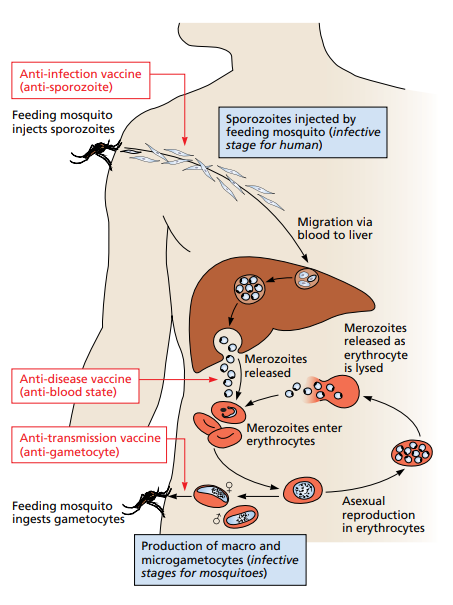 Anti-infection vaccine
(anti-sporozoite)
Feeding mosquito
injects sporozoites
Sporozoites injected by
feeding mosquito (infective
stage for human)
Migration via
blood to liver
Merozoites
released as
erythrocyte
is lysed
Merozoites
released
Anti-disease vaccine
(anti-blood state)
Merozoites enter
erythrocytes
Anti-transmission vaccine
(anti-gametocyte)
Feeding mosquito
ingests gametocytes
♀
♂
Asexual
reproduction
in erythrocytes
Production of macro and
microgametocytes (infective
stages for mosquitoes)